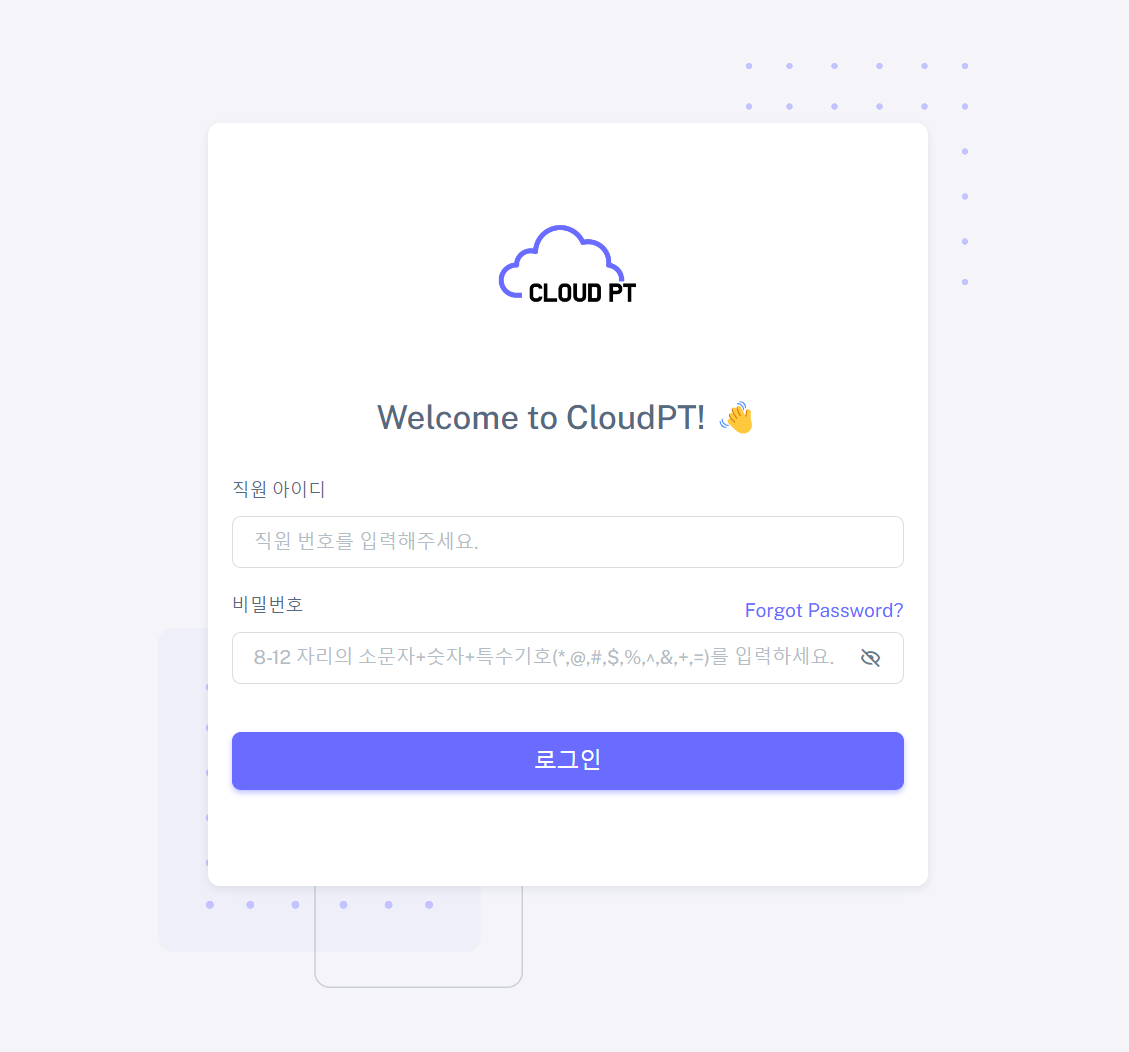 CLOUD PT
Welcome to CloudPT! 👋
직원 아이디
직원 번호를 입력해주세요.
비밀번호
Forgot Password?
8-12 자리의 소문자+숫자+특수기호(*,@,#,$,%,^,&,+,=)를 입력하세요.
로그인